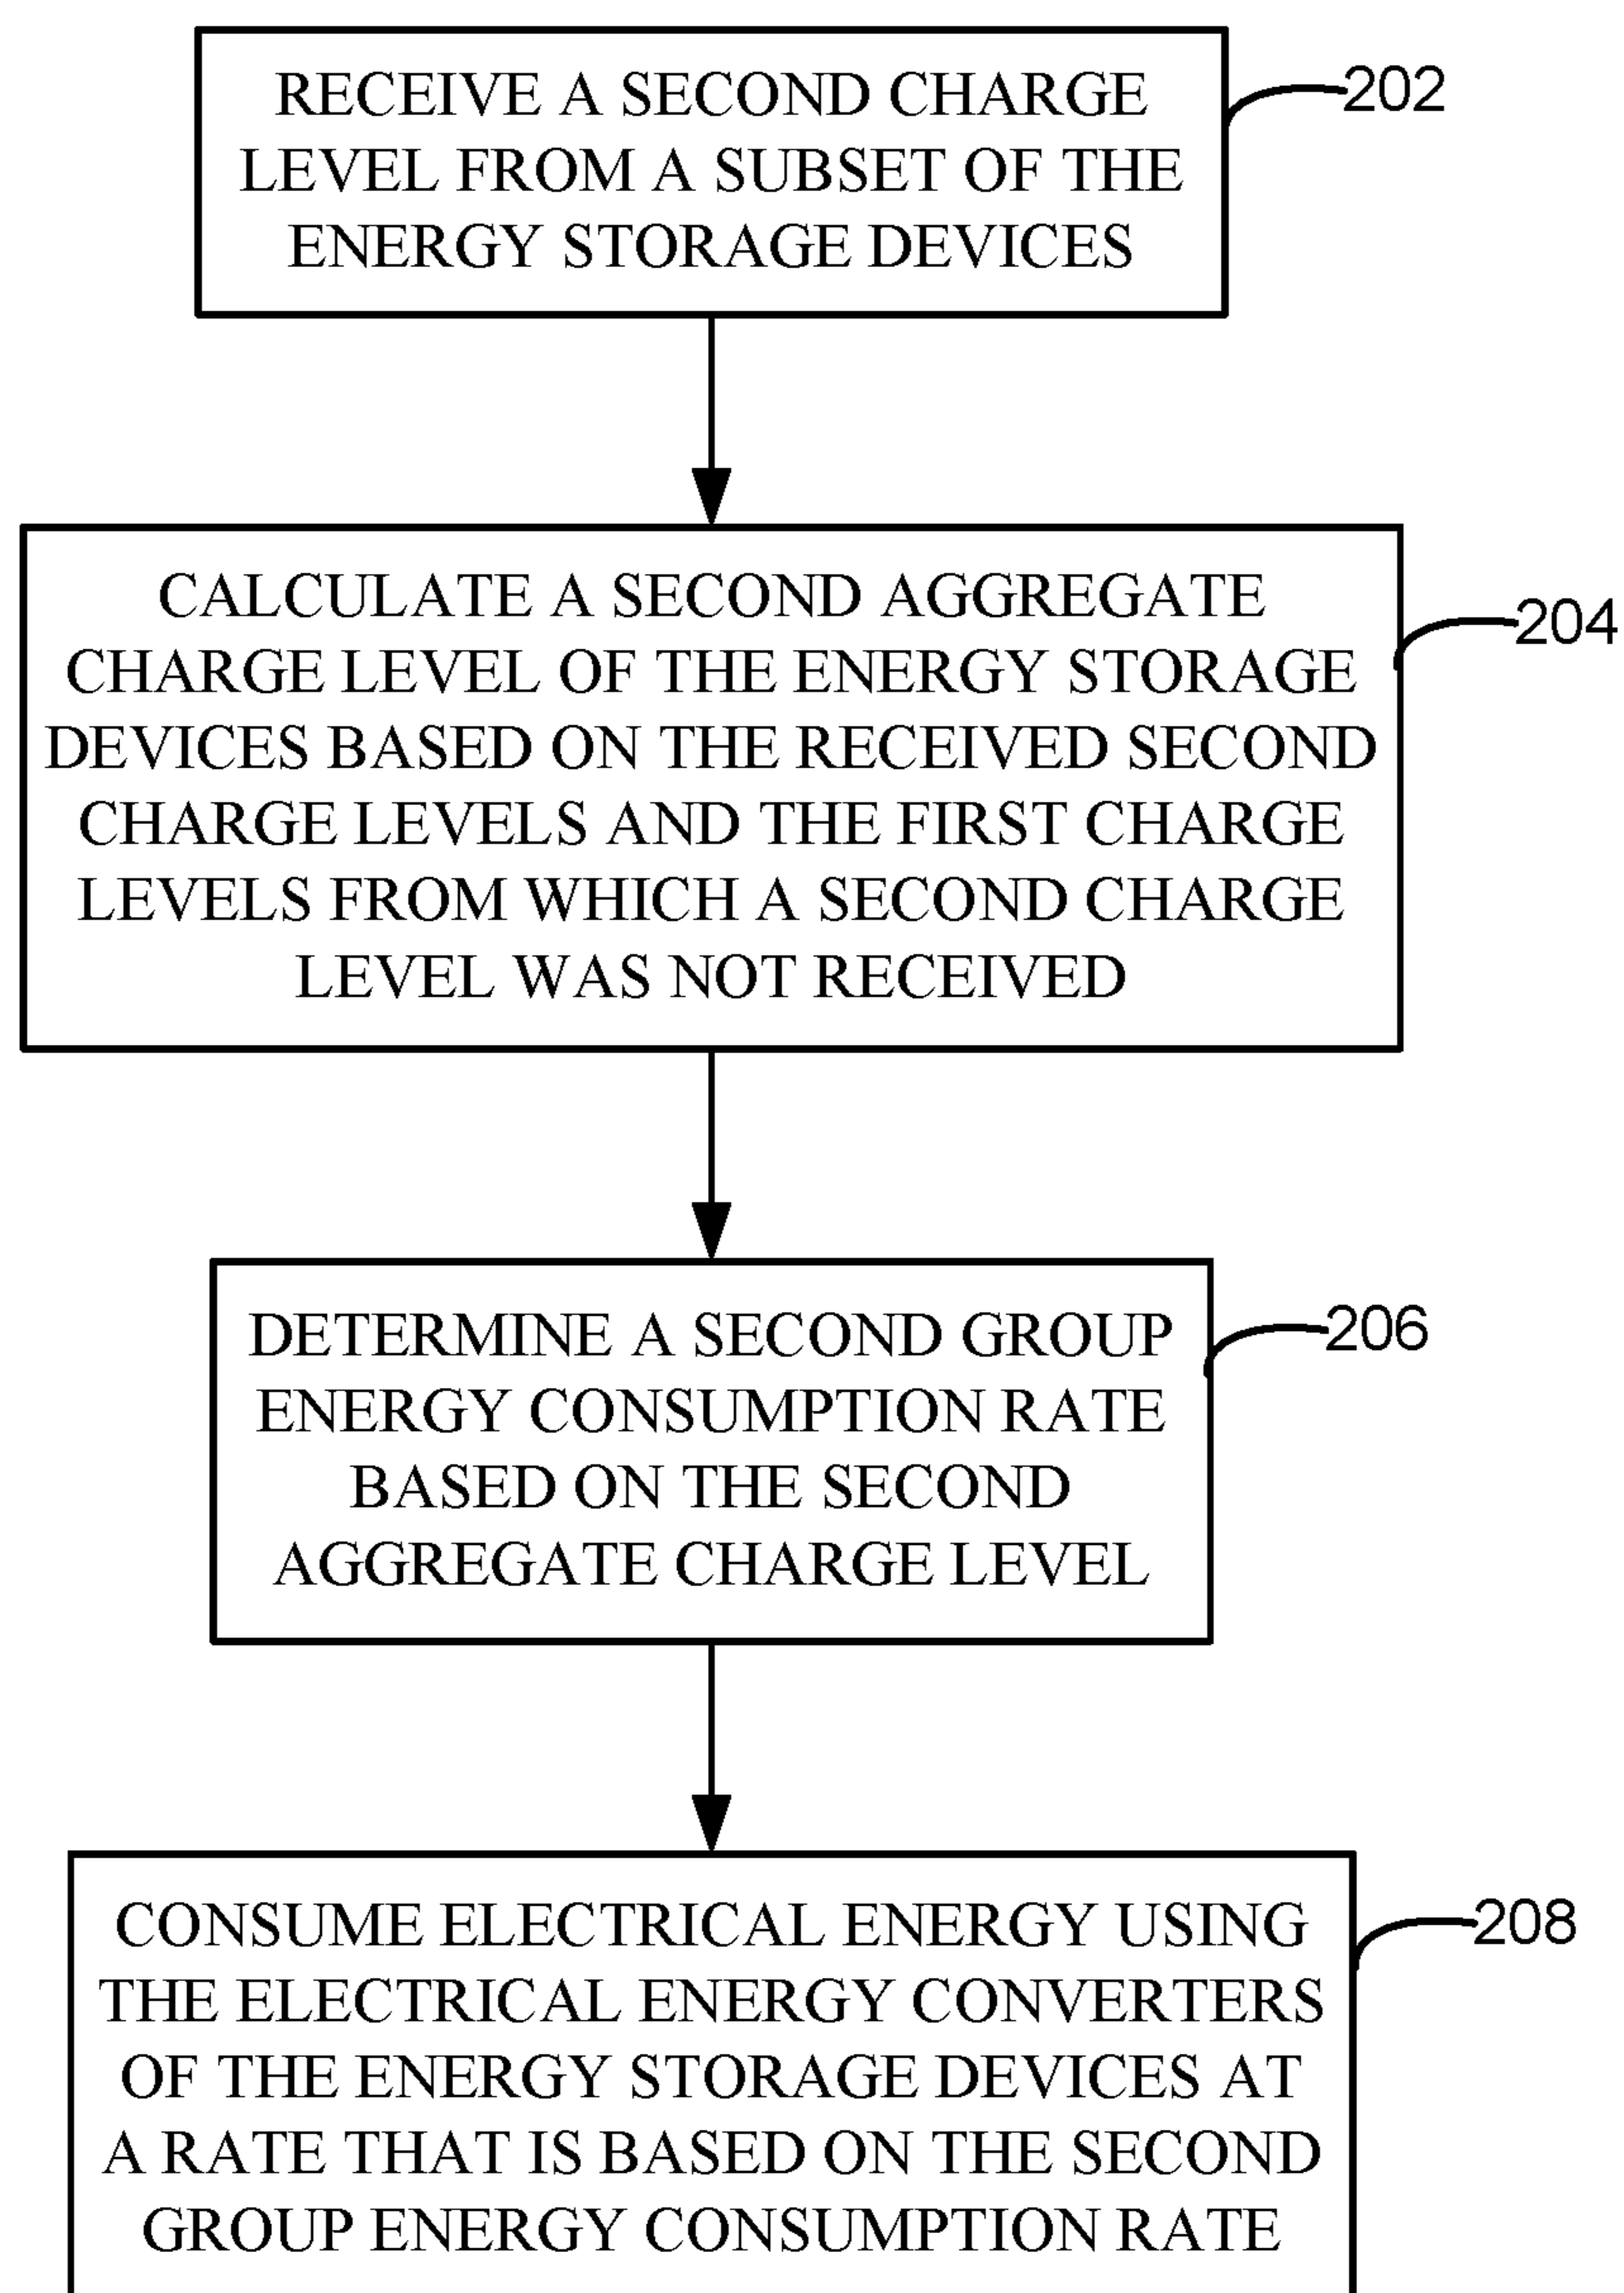 RECEIVE A SECOND CHARGE
LEVEL FROM A SUBSET OF THE
ENERGY STORAGE DEVICES
202
CALCULATE A SECOND AGGREGATE
CHARGE LEVEL OF THE ENERGY STORAGE
DEVICES BASED ON THE RECEIVED SECOND
CHARGE LEVELS AND THE FIRST CHARGE
LEVELS FROM WHICH A SECOND CHARGE
LEVEL WAS NOT RECEIVED
204
DETERMINE A SECOND GROUP
ENERGY CONSUMPTION RATE
BASED ON THE SECOND
AGGREGATE CHARGE LEVEL
206
CONSUME ELECTRICAL ENERGY USING
THE ELECTRICAL ENERGY CONVERTERS
OF THE ENERGY STORAGE DEVICES AT
A RATE THAT IS BASED ON THE SECOND
GROUP ENERGY CONSUMPTION RATE
208